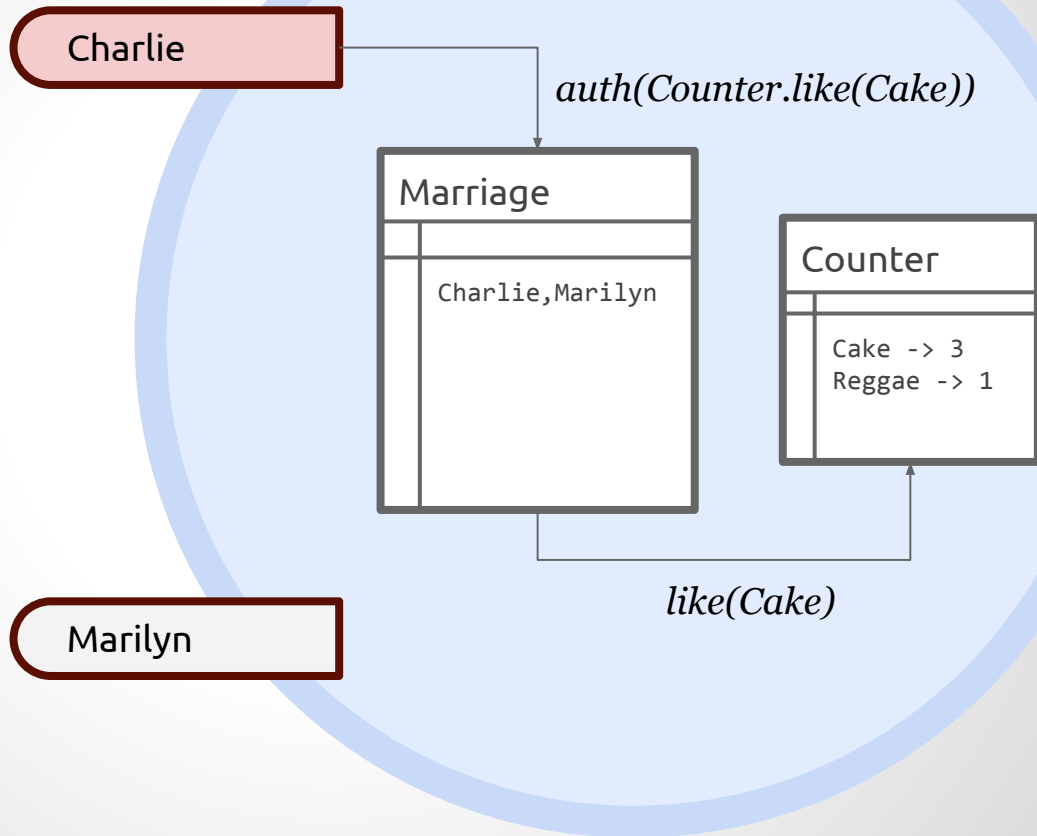 Charlie
auth(Counter.like(Cake))
Marriage
Charlie,Marilyn
Counter
Cake -> 3
Reggae -> 1
like(Cake)
Marilyn